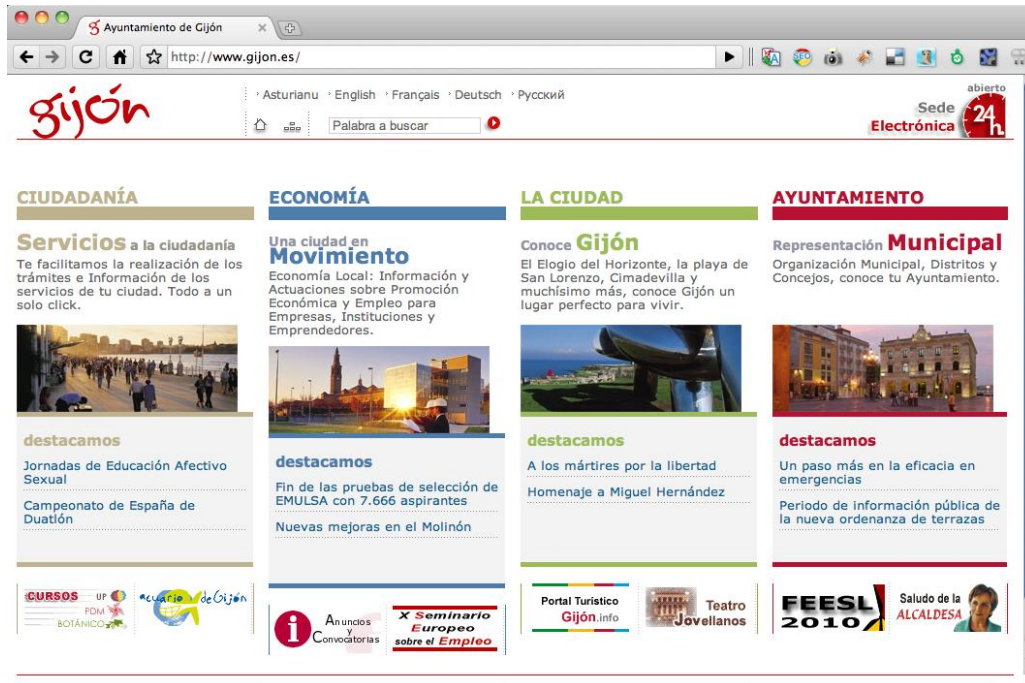 Ayuntamiento de Gijón
http://www.gijon.es/
gijón
Asturianu English Français Deutsch Русский
Palabra a buscar
abierto
Sede
Electrónica
24h
CIUDADANÍA
Servicios a la ciudadanía
Te facilitamos la realización de los
trámites e Información de los
servicios de tu ciudad. Todo a un
solo click.
destacamos
Jornadas de Educación Afectivo
Sexual
Campeonato de España de
Duatlón
CURSOS UP
PDM
BOTÁNICO
acuario de Gijón
ECONOMÍA
Una ciudad en
Movimiento
Economía Local: Información y
Actuaciones sobre Promoción
Económica y Empleo para
Empresas, Instituciones y
Emprendedores.
destacamos
Fin de las pruebas de selección de
EMULSA con 7.666 aspirantes
Nuevas mejoras en el Molinón
i
Anuncios
y
Convocatorias
X Seminario
Europeo
sobre el Empleo
LA CIUDAD
Conoce Gijón
El Elogio del Horizonte, la playa de
San Lorenzo, Cimadevilla y
muchísimo más, conoce Gijón un
lugar perfecto para vivir.
destacamos
A los mártires por la libertad
Homenaje a Miguel Hernández
Portal Turístico
Gijón.info
Teatro
Jovellanos
AYUNTAMIENTO
Representación Municipal
Organización Municipal, Distritos y
Concejos, conoce tu Ayuntamiento.
destacamos
Un paso más en la eficacia en
emergencias
Periodo de información pública de
la nueva ordenanza de terrazas
FEESL
2010
Saludo de la
ALCALDESA